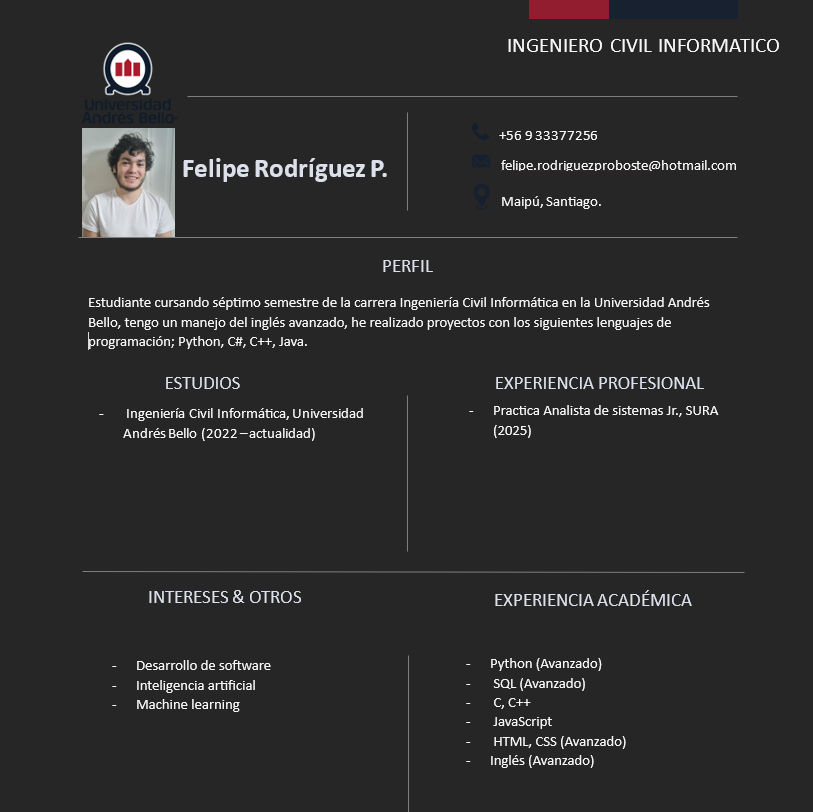 INGENIERO CIVIL INFORMATICO
Universidad
Andrés Bello
Felipe Rodríguez P.
+56 9 33377256
felipe.rodriguezproboste@hotmail.com
Maipú, Santiago.
PERFIL
Estudiante cursando séptimo semestre de la carrera Ingeniería Civil Informática en la Universidad Andrés
Bello, tengo un manejo del inglés avanzado, he realizado proyectos con los siguientes lenguajes de
programación; Python, C#, C++, Java.
ESTUDIOS
- Ingeniería Civil Informática, Universidad
Andrés Bello (2022 – actualidad)
EXPERIENCIA PROFESIONAL
- Practica Analista de sistemas Jr., SURA
(2025)
INTERESES & OTROS
- Desarrollo de software
- Inteligencia artificial
- Machine learning
EXPERIENCIA ACADÉMICA
- Python (Avanzado)
- SQL (Avanzado)
- C, C++
- JavaScript
- HTML, CSS (Avanzado)
- Inglés (Avanzado)